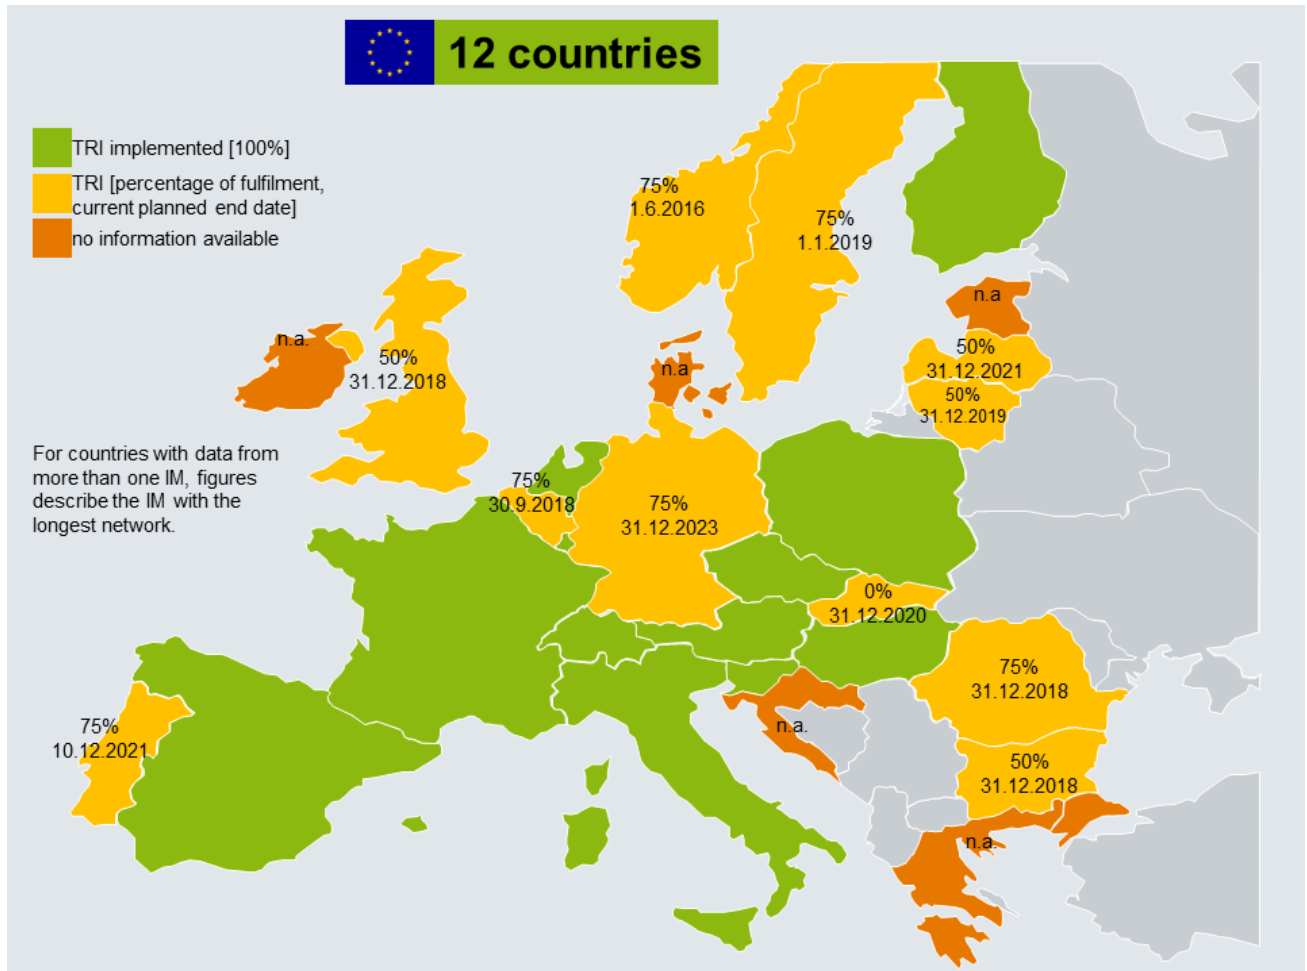 12 countries
TRI implemented [100%]
TRI [percentage of fulfilment,
current planned end date]
no information available
75%
1.6.2016
75%
1.1.2019
n.a
n.a.
50%
31.12.2018
n.a
50%
31.12.2021
50%
31.12.2019
For countries with data from
more than one IM, figures
describe the IM with the
longest network.
75%
30.9.2018
75%
31.12.2023
0%
31.12.2020
75%
31.12.2018
75%
10.12.2021
n.a.
50%
31.12.2018
n.a.